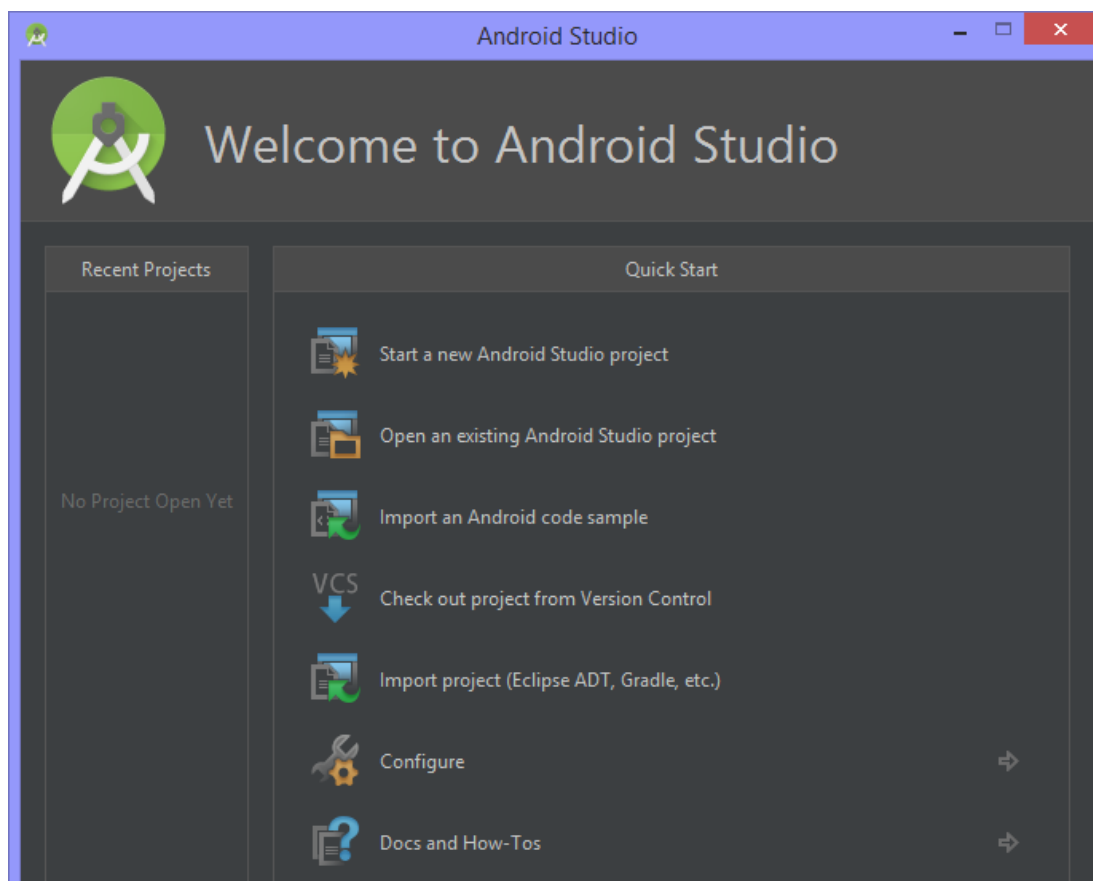 Android Studio
Welcome to Android Studio
Recent Projects
No Project Open Yet
Quick Start
Start a new Android Studio project
Open an existing Android Studio project
Import an Android code sample
VCS
Check out project from Version Control
Import project (Eclipse ADT, Gradle, etc.)
Configure
Docs and How-Tos